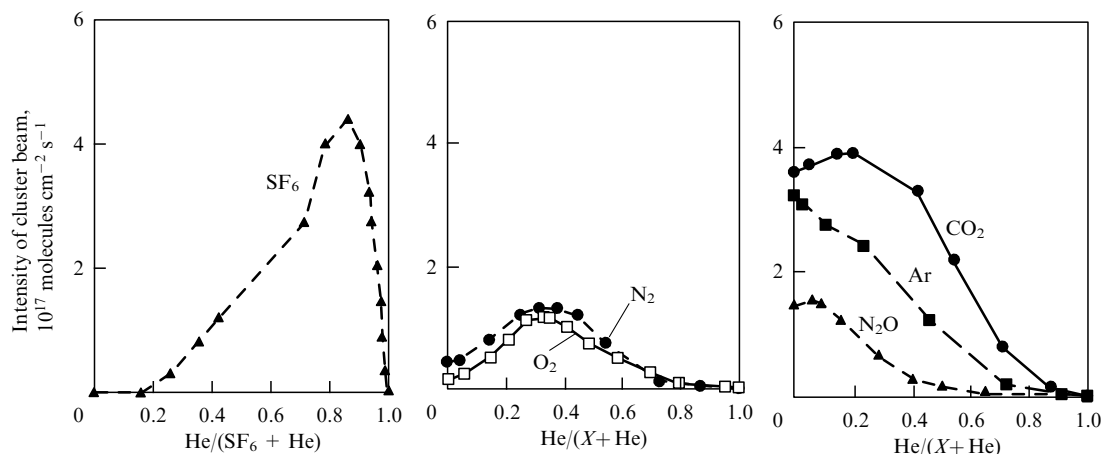 Intensity of cluster beam,
10¹⁷ molecules cm⁻² s⁻¹
6
4
2
0
0.2
0.4
0.6
0.8
1.0
SF₆
He/(SF₆ + He)
6
4
2
0
0.2
0.4
0.6
0.8
1.0
N₂
O₂
He/(X + He)
6
4
2
0
0.2
0.4
0.6
0.8
1.0
CO₂
Ar
N₂O
He/(X + He)